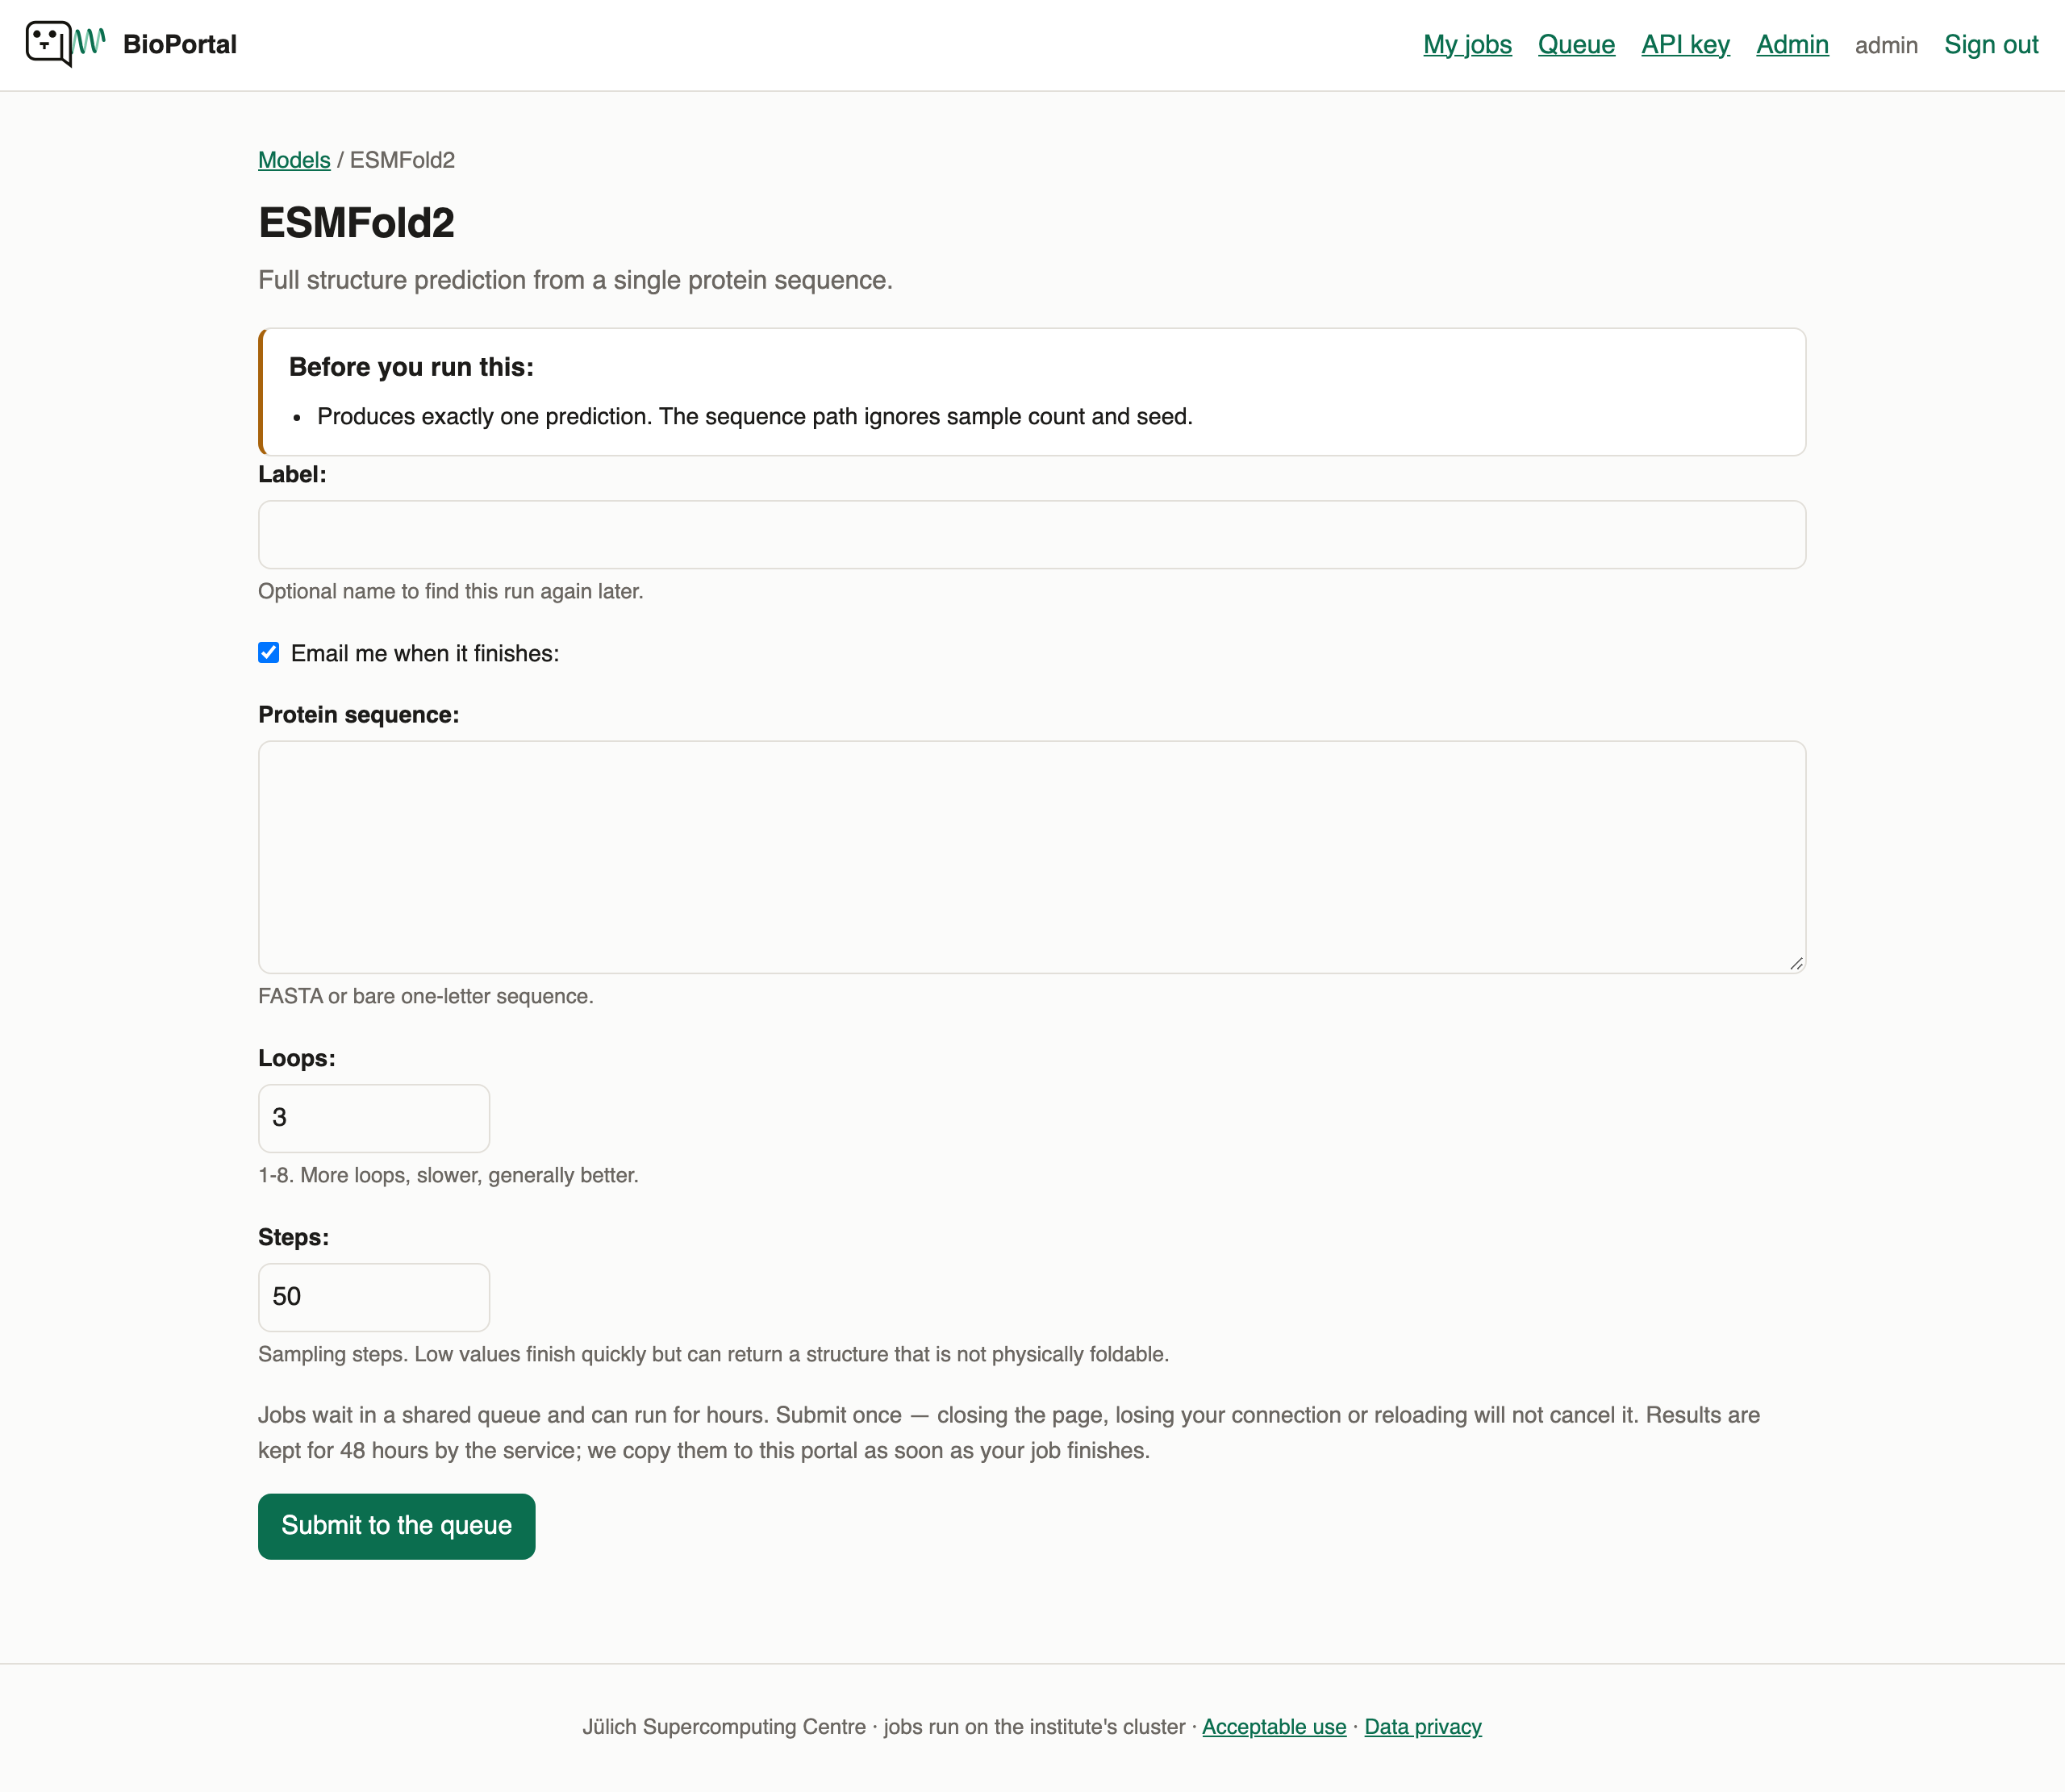 BioPortal
My jobs Queue API key Admin admin Sign out
Models / ESMFold2
ESMFold2
Full structure prediction from a single protein sequence.
Before you run this:
• Produces exactly one prediction. The sequence path ignores sample count and seed.
Label:
Optional name to find this run again later.
Email me when it finishes:
Protein sequence:
FASTA or bare one-letter sequence.
Loops:
3
1-8. More loops, slower, generally better.
Steps:
50
Sampling steps. Low values finish quickly but can return a structure that is not physically foldable.
Jobs wait in a shared queue and can run for hours. Submit once — closing the page, losing your connection or reloading will not cancel it. Results are
kept for 48 hours by the service; we copy them to this portal as soon as your job finishes.
Submit to the queue
Jülich Supercomputing Centre · jobs run on the institute's cluster · Acceptable use · Data privacy